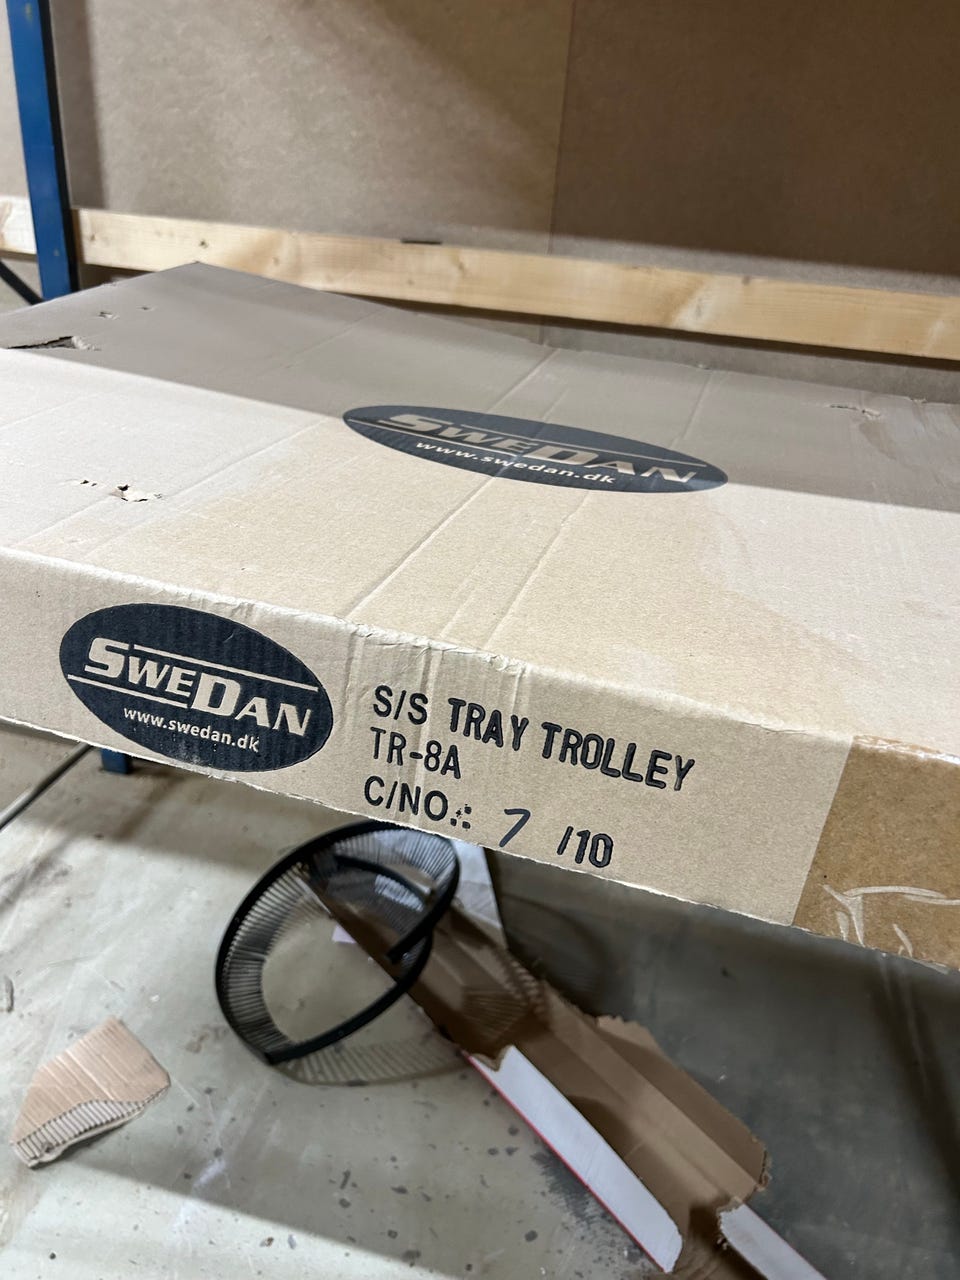 SWEDAN
www.swedan.dk
SWEDAN
www.swedan.dk
S/S TRAY TROLLEY
TR-8A
C/NO.: 7 /10